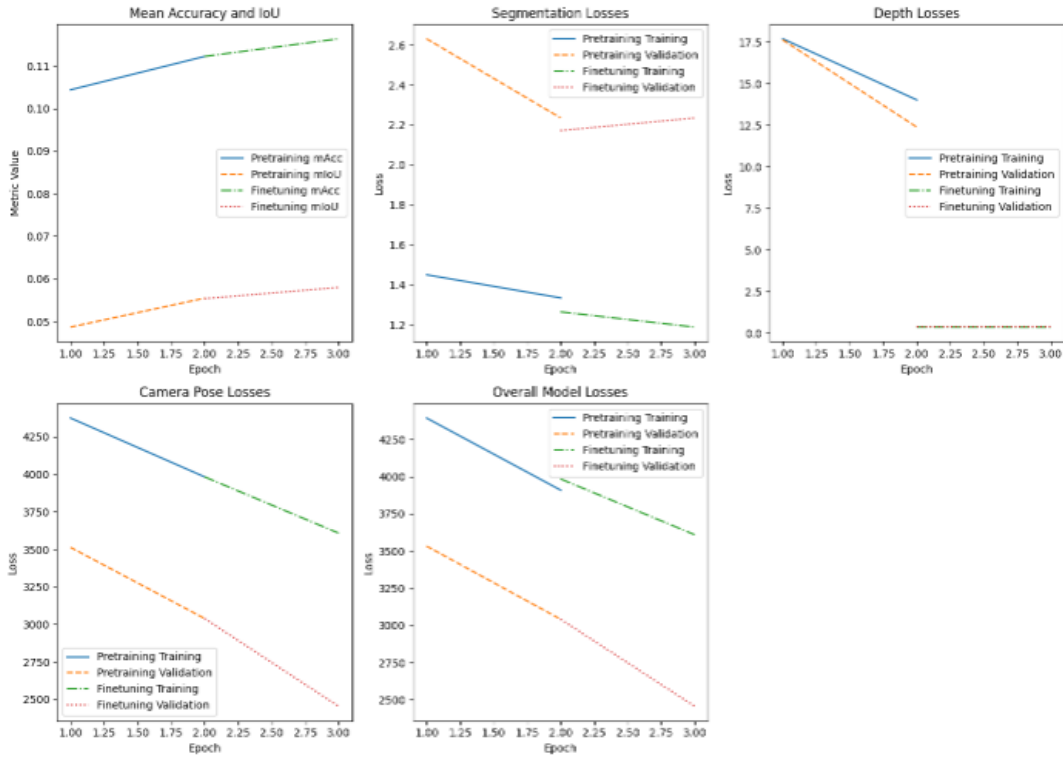 Mean Accuracy and IoU
Metric Value
0.11
0.10
0.09
0.08
0.07
0.06
0.05
Pretraining mAcc
Pretraining mIoU
Finetuning mAcc
Finetuning mIoU
1.00 1.25 1.50 1.75 2.00 2.25 2.50 2.75 3.00
Epoch
Segmentation Losses
Loss
2.6
2.4
2.2
2.0
1.8
1.6
1.4
1.2
Pretraining Training
Pretraining Validation
Finetuning Training
Finetuning Validation
1.00 1.25 1.50 1.75 2.00 2.25 2.50 2.75 3.00
Epoch
Depth Losses
Loss
17.5
15.0
12.5
10.0
7.5
5.0
2.5
0.0
Pretraining Training
Pretraining Validation
Finetuning Training
Finetuning Validation
1.00 1.25 1.50 1.75 2.00 2.25 2.50 2.75 3.00
Epoch
Camera Pose Losses
Loss
4250
4000
3750
3500
3250
3000
2750
2500
Pretraining Training
Pretraining Validation
Finetuning Training
Finetuning Validation
1.00 1.25 1.50 1.75 2.00 2.25 2.50 2.75 3.00
Epoch
Overall Model Losses
Loss
4250
4000
3750
3500
3250
3000
2750
2500
Pretraining Training
Pretraining Validation
Finetuning Training
Finetuning Validation
1.00 1.25 1.50 1.75 2.00 2.25 2.50 2.75 3.00
Epoch